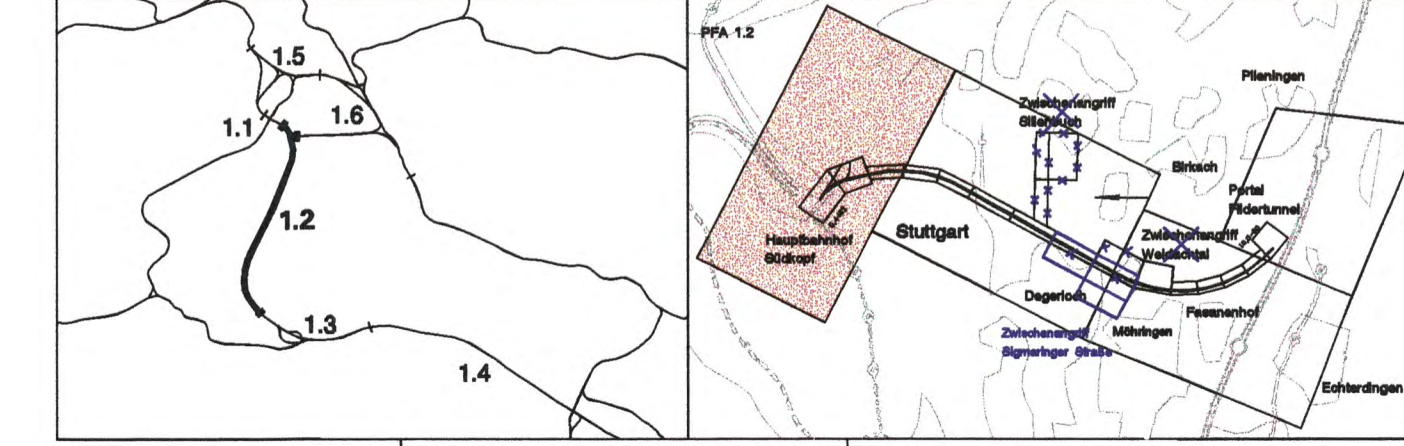 1.5
1.6
1.1
1.2
1.3
1.4
PFA 1.2
Plieningen
Zwischenangriff
Sillenbuch
Birkach
Portal
Fildertunnel
Zwischenangriff
Weidachtal
Stuttgart
Hauptbahnhof
Südkopf
Degerloch
Fasanenhof
Möhringen
Zwischenangriff
Sigmaringer Straße
Echterdingen